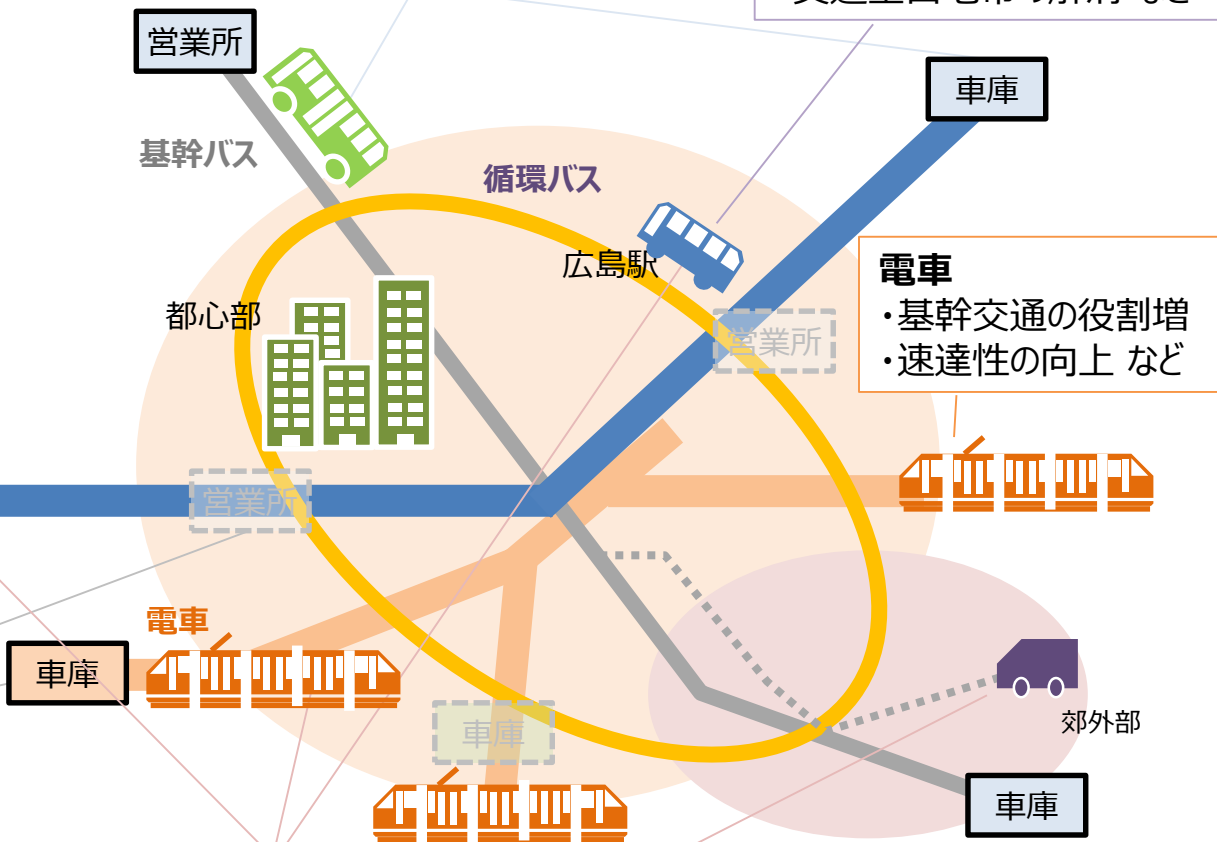 営業所
車庫
基幹バス
循環バス
広島駅
電車
・基幹交通の役割増
・速達性の向上 など
都心部
営業所
営業所
電車
車庫
車庫
郊外部
車庫